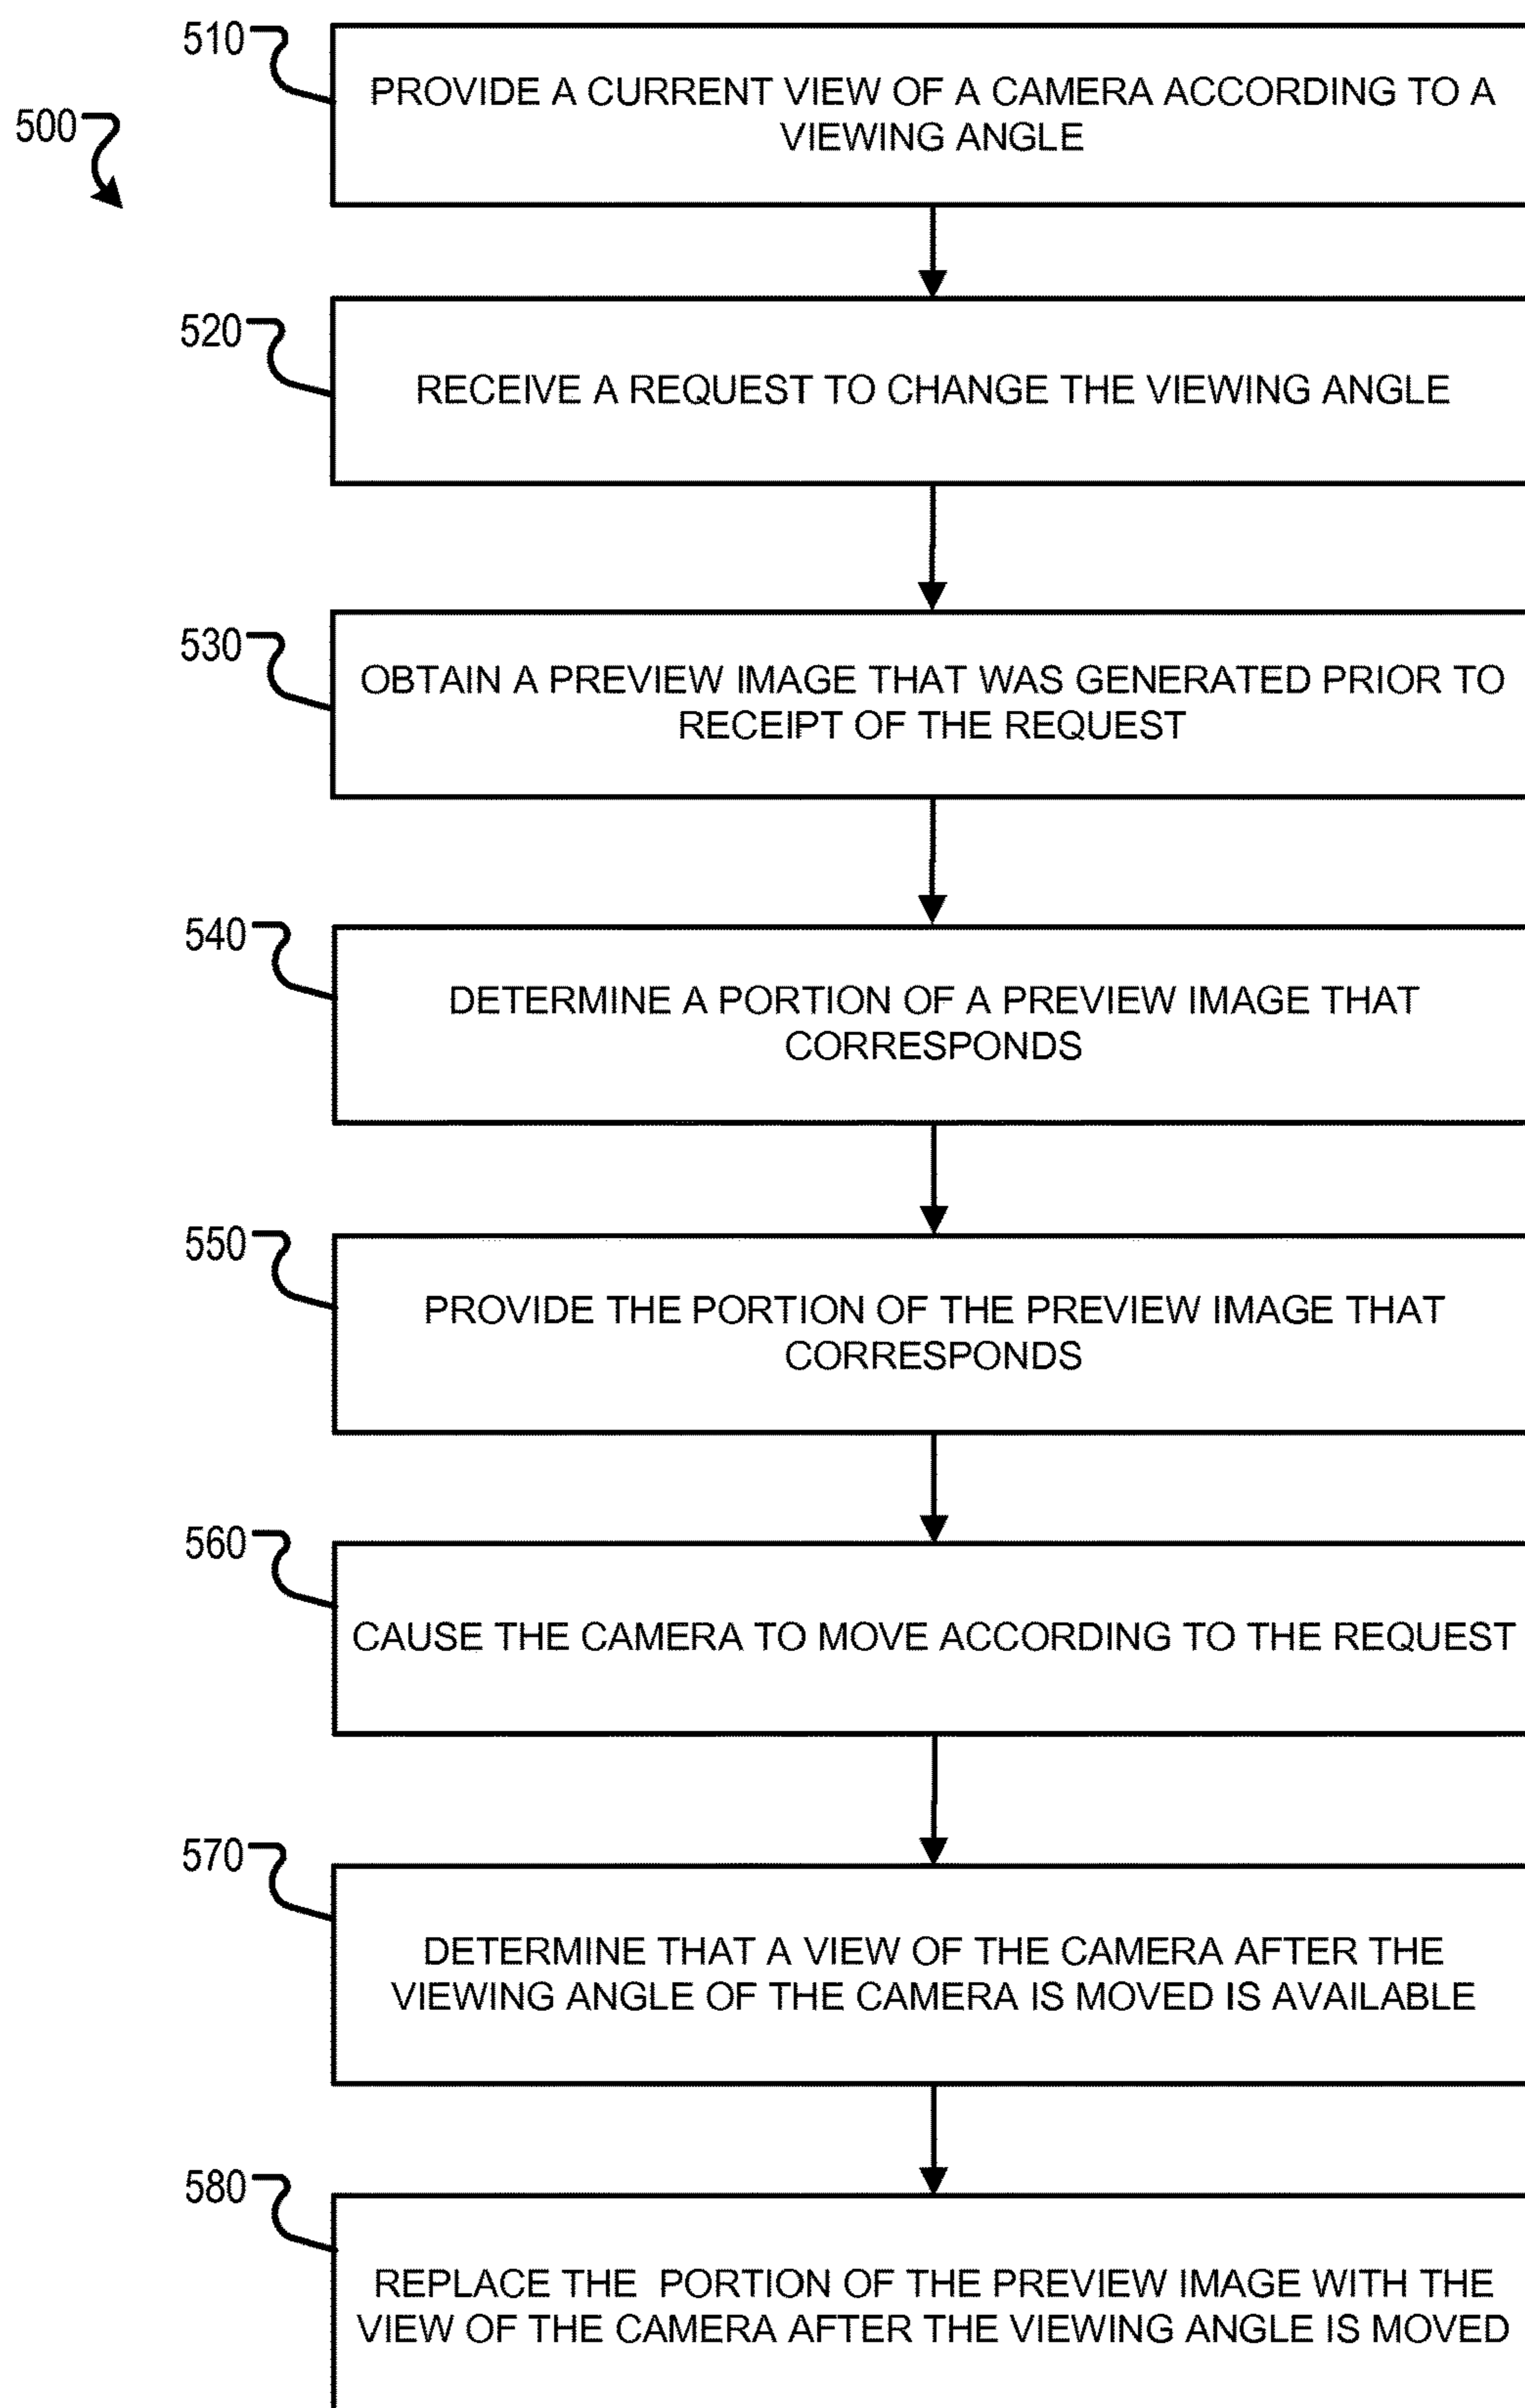 510
PROVIDE A CURRENT VIEW OF A CAMERA ACCORDING TO A
VIEWING ANGLE
500
520
RECEIVE A REQUEST TO CHANGE THE VIEWING ANGLE
530
OBTAIN A PREVIEW IMAGE THAT WAS GENERATED PRIOR TO
RECEIPT OF THE REQUEST
540
DETERMINE A PORTION OF A PREVIEW IMAGE THAT
CORRESPONDS
550
PROVIDE THE PORTION OF THE PREVIEW IMAGE THAT
CORRESPONDS
560
CAUSE THE CAMERA TO MOVE ACCORDING TO THE REQUEST
570
DETERMINE THAT A VIEW OF THE CAMERA AFTER THE
VIEWING ANGLE OF THE CAMERA IS MOVED IS AVAILABLE
580
REPLACE THE PORTION OF THE PREVIEW IMAGE WITH THE
VIEW OF THE CAMERA AFTER THE VIEWING ANGLE IS MOVED